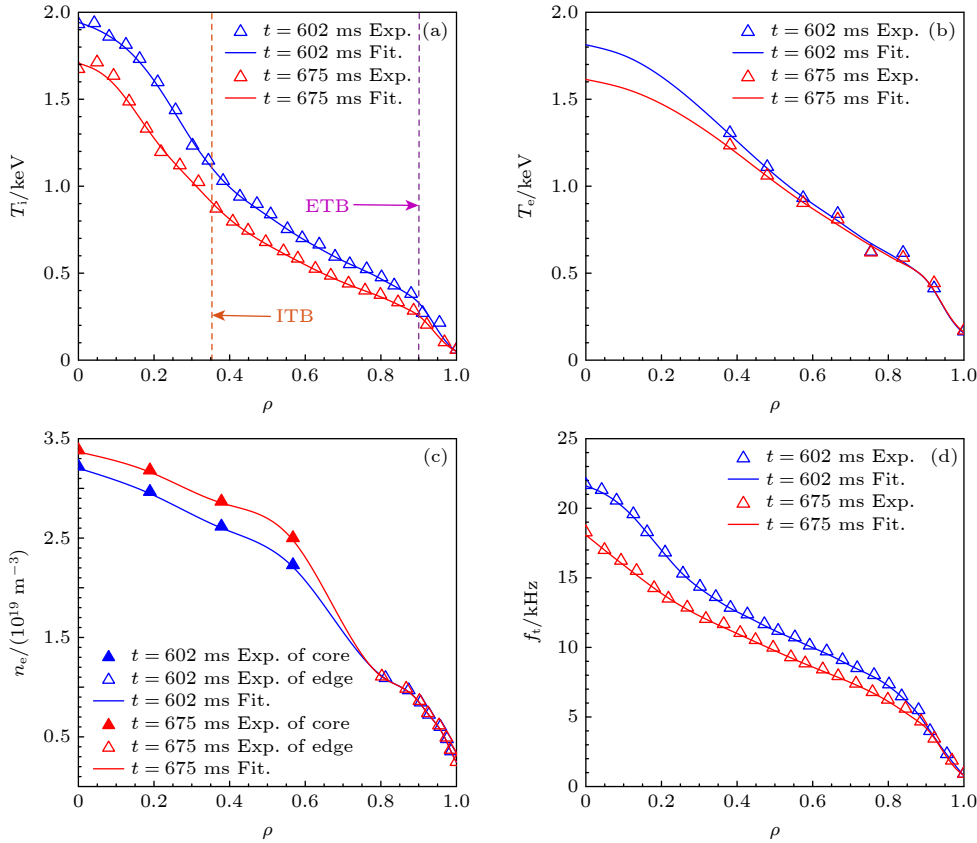 (a)
t = 602 ms Exp.
t = 602 ms Fit.
t = 675 ms Exp.
t = 675 ms Fit.
ETB
ITB
2.0
1.5
1.0
0.5
0
T_i/keV
0
0.2
0.4
0.6
0.8
1.0
ρ
(b)
t = 602 ms Exp.
t = 602 ms Fit.
t = 675 ms Exp.
t = 675 ms Fit.
2.0
1.5
1.0
0.5
0
T_e/keV
0
0.2
0.4
0.6
0.8
1.0
ρ
(c)
3.5
2.5
1.5
0.5
n_e/(10^19 m^-3)
t = 602 ms Exp. of core
t = 602 ms Exp. of edge
t = 602 ms Fit.
t = 675 ms Exp. of core
t = 675 ms Exp. of edge
t = 675 ms Fit.
0
0.2
0.4
0.6
0.8
1.0
ρ
(d)
t = 602 ms Exp.
t = 602 ms Fit.
t = 675 ms Exp.
t = 675 ms Fit.
25
20
15
10
5
0
f_t/kHz
0
0.2
0.4
0.6
0.8
1.0
ρ